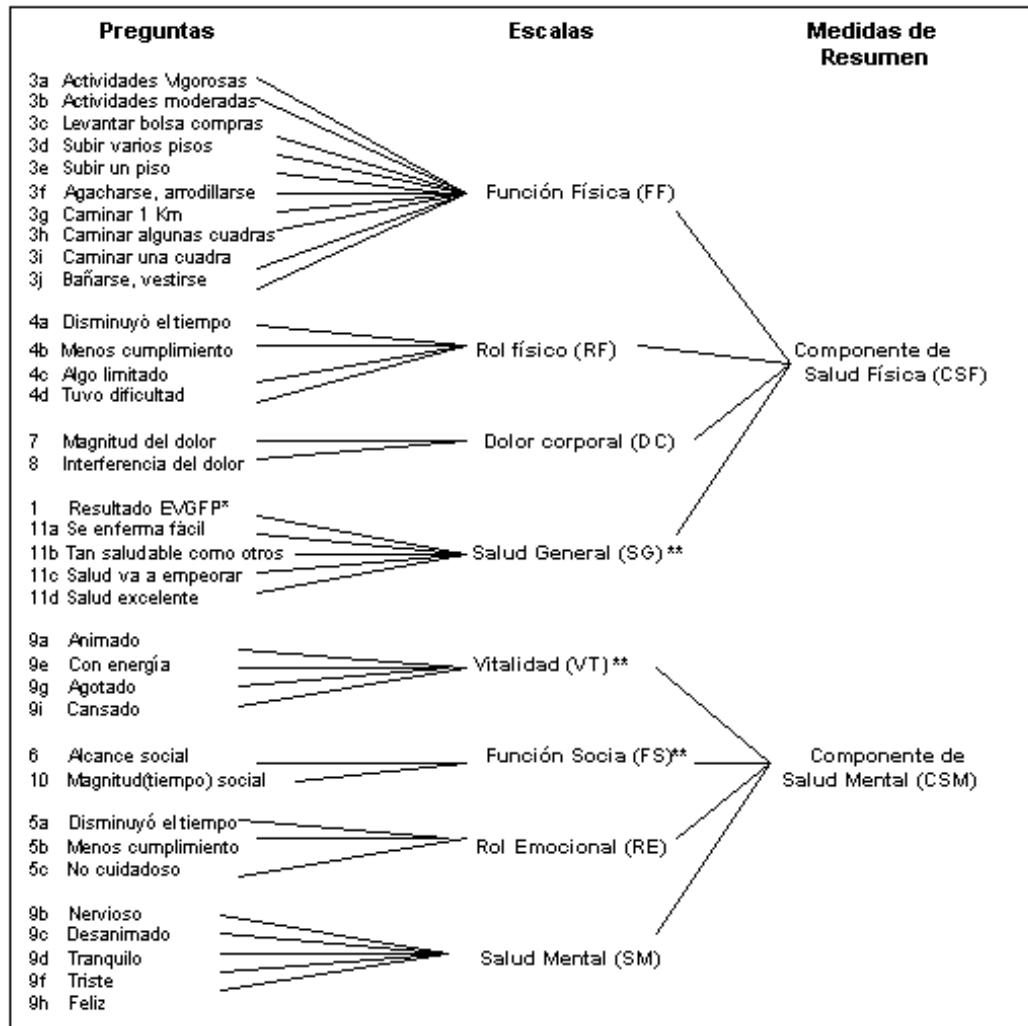 Preguntas
Escalas
Medidas de
Resumen
3a Actividades Vigorosas
3b Actividades moderadas
3c Levantar bolsa compras
3d Subir varios pisos
3e Subir un piso
3f Agacharse, arrodillarse
3g Caminar 1 Km
3h Caminar algunas cuadras
3i Caminar una cuadra
3j Bañarse, vestirse
Función Física (FF)
4a Disminuyó el tiempo
4b Menos cumplimiento
4c Algo limitado
4d Tuvo dificultad
Rol físico (RF)
Componente de
Salud Física (CSF)
7 Magnitud del dolor
8 Interferencia del dolor
Dolor corporal (DC)
1 Resultado EVGFP*
11a Se enferma fácil
11b Tan saludable como otros
11c Salud va a empeorar
11d Salud excelente
Salud General (SG)**
9a Animado
9e Con energía
9g Agotado
9i Cansado
Vitalidad (VT)**
6 Alcance social
10 Magnitud(tiempo) social
Función Socia (FS)**
Componente de
Salud Mental (CSM)
5a Disminuyó el tiempo
5b Menos cumplimiento
5c No cuidadoso
Rol Emocional (RE)
9b Nervioso
9c Desanimado
9d Tranquilo
9f Triste
9h Feliz
Salud Mental (SM)